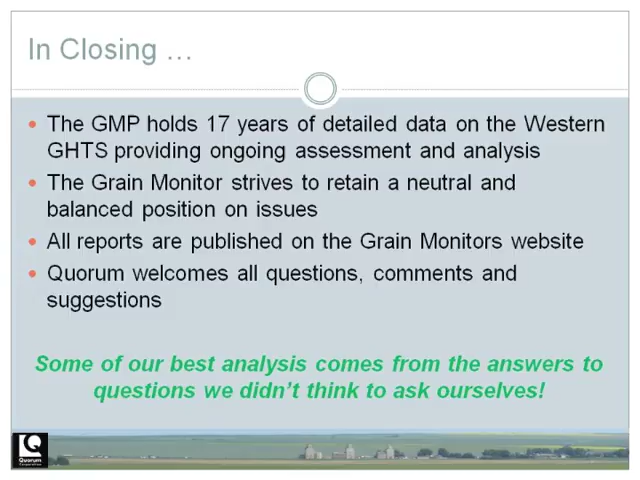 In Closing …
The GMP holds 17 years of detailed data on the Western
GHTS providing ongoing assessment and analysis
The Grain Monitor strives to retain a neutral and
balanced position on issues
All reports are published on the Grain Monitors website
Quorum welcomes all questions, comments and
suggestions
Some of our best analysis comes from the answers to
questions we didn't think to ask ourselves!
Quorum
Corporation